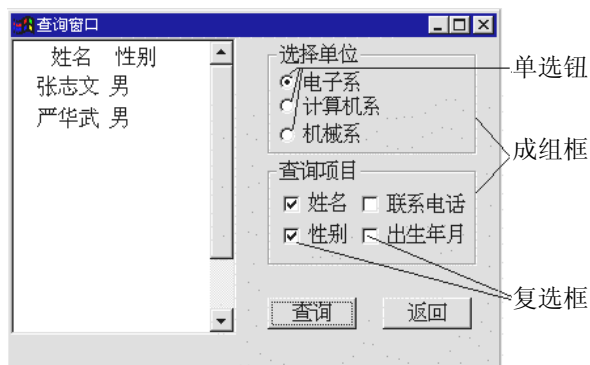 查询窗口
姓名 性别
张志文 男
严华武 男
选择单位
电子系
计算机系
机械系
查询项目
姓名 联系电话
性别 出生年月
查询 返回
单选钮
成组框
复选框